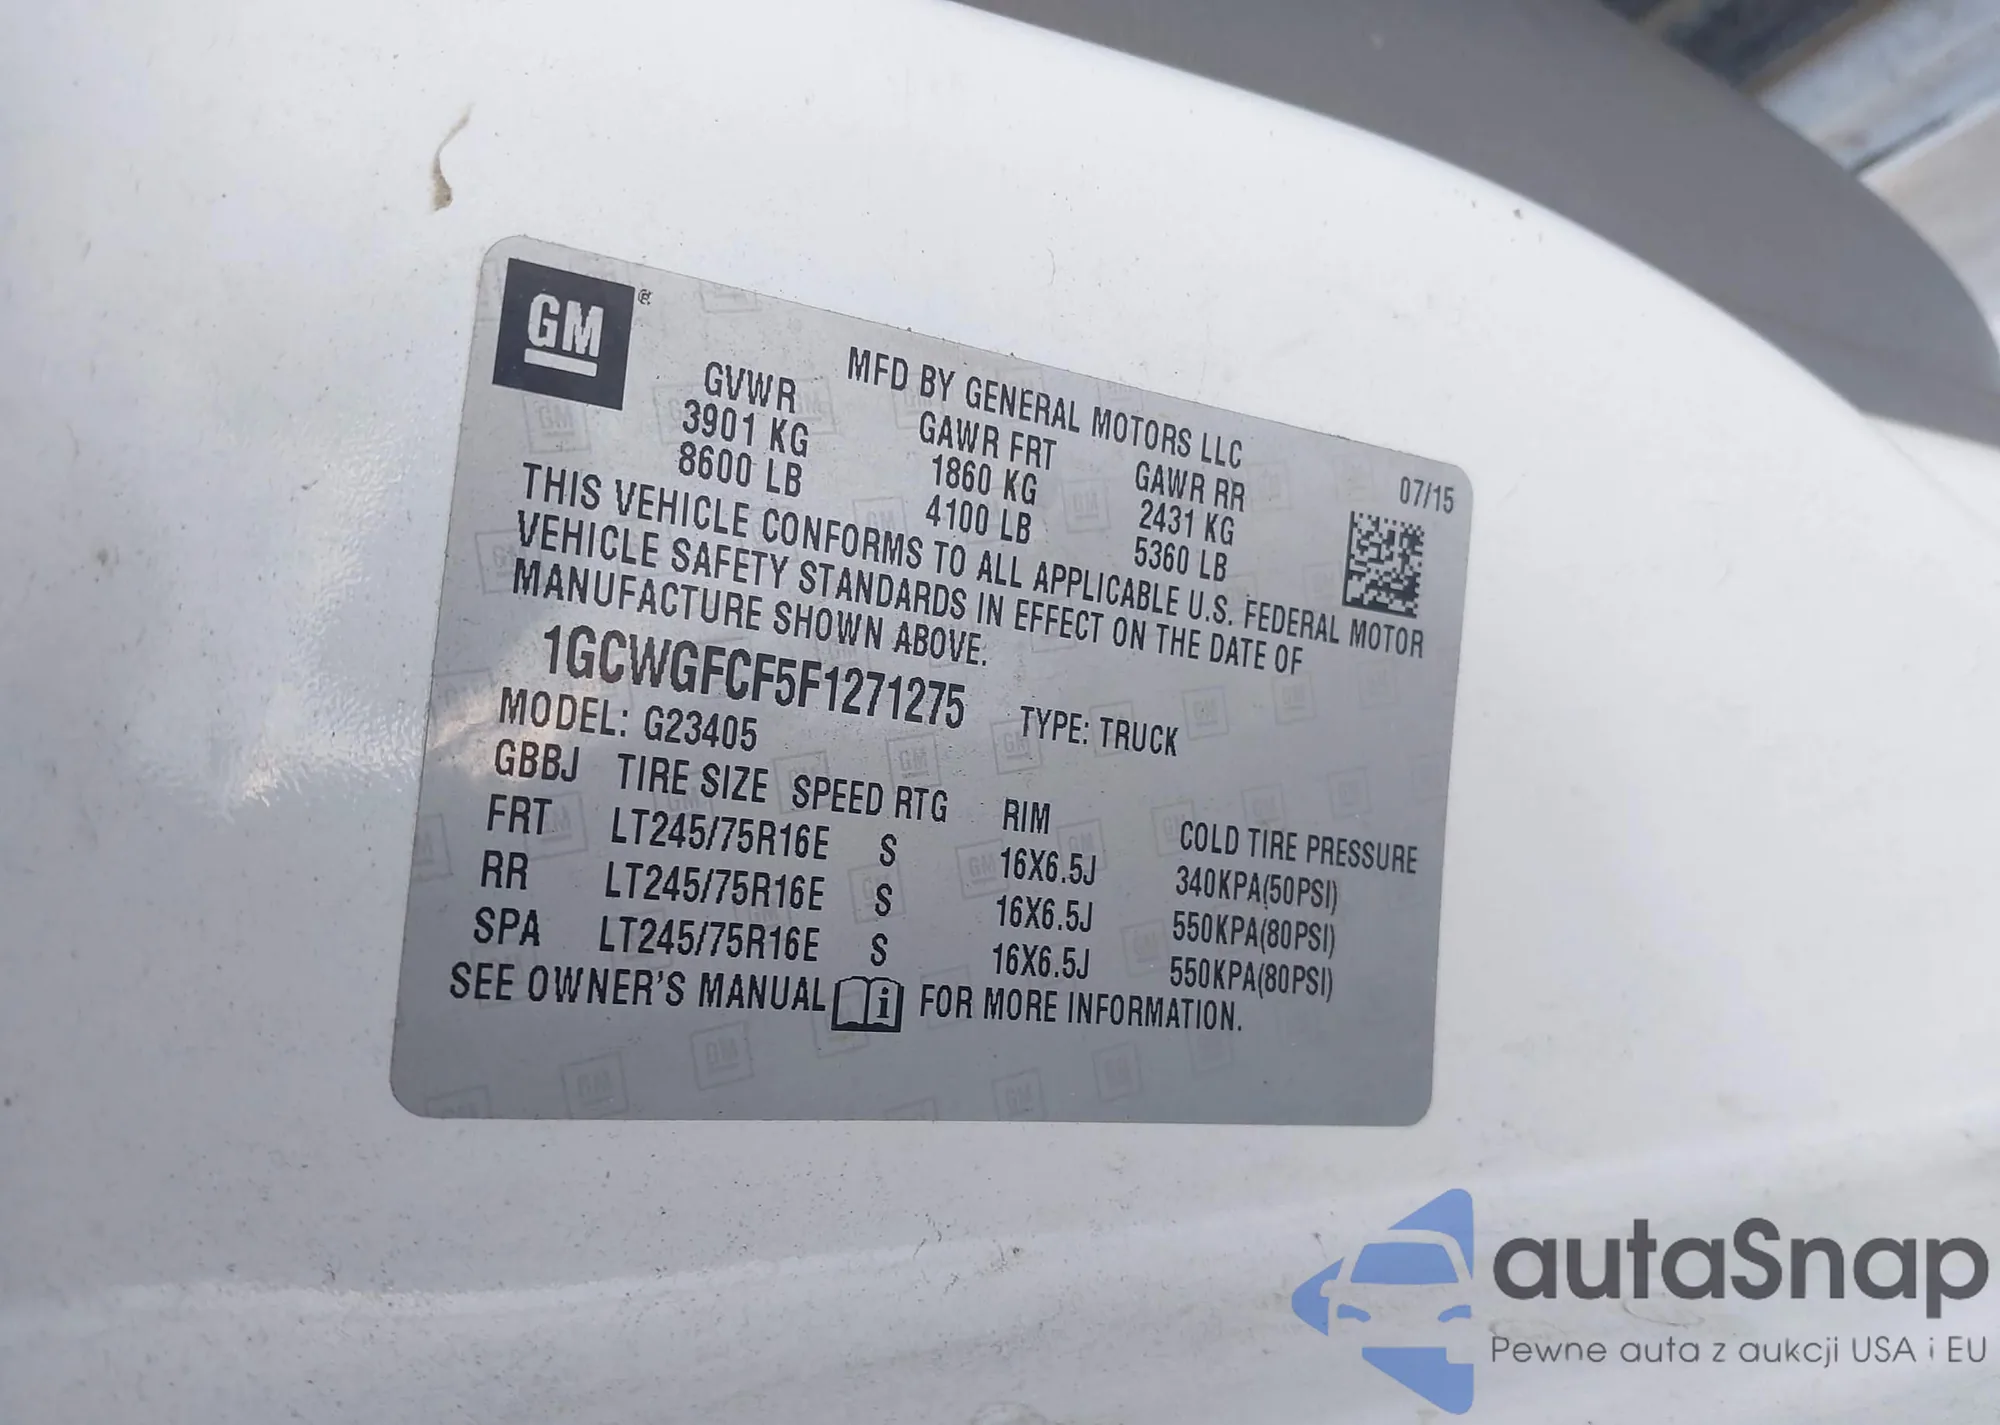 GM ®
MFD BY GENERAL MOTORS LLC
GVWR GAWR FRT GAWR RR 07/15
3901 KG 1860 KG 2431 KG
8600 LB 4100 LB 5360 LB
THIS VEHICLE CONFORMS TO ALL APPLICABLE U.S. FEDERAL MOTOR
VEHICLE SAFETY STANDARDS IN EFFECT ON THE DATE OF
MANUFACTURE SHOWN ABOVE.
1GCWGFCF5F1271275 TYPE: TRUCK
MODEL: G23405
GBBJ TIRE SIZE SPEED RTG RIM COLD TIRE PRESSURE
FRT LT245/75R16E S 16X6.5J 340KPA(50PSI)
RR LT245/75R16E S 16X6.5J 550KPA(80PSI)
SPA LT245/75R16E S 16X6.5J 550KPA(80PSI)
SEE OWNER'S MANUAL i FOR MORE INFORMATION.
autaSnap
Pewne auta z aukcji USA i EU